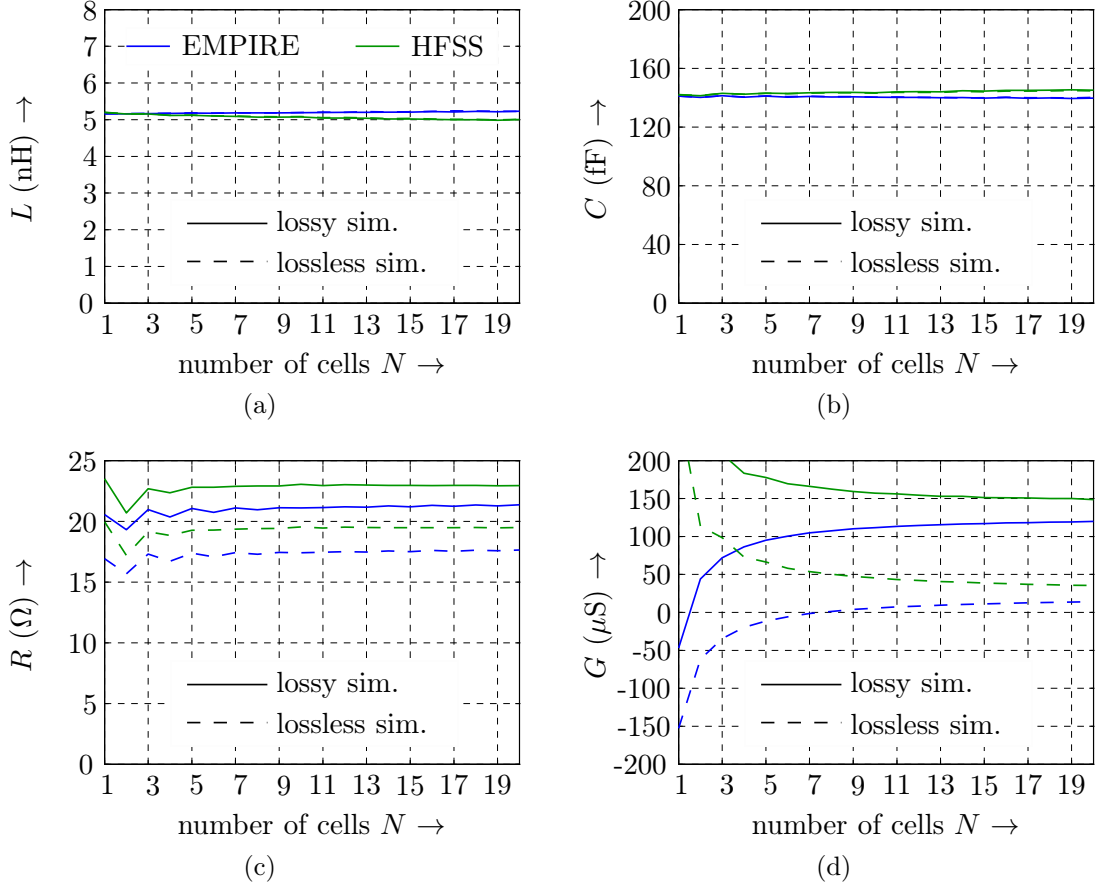 8
7
6
5
4
3
2
1
0
L (nH) →
EMPIRE
HFSS
lossy sim.
lossless sim.
1 3 5 7 9 11 13 15 17 19
number of cells N →
(a)
200
160
120
80
140
0
C (fF) →
lossy sim.
lossless sim.
1 3 5 7 9 11 13 15 17 19
number of cells N →
(b)
25
20
15
10
5
0
R (Ω) →
lossy sim.
lossless sim.
1 3 5 7 9 11 13 15 17 19
number of cells N →
(c)
200
150
100
50
0
-50
-100
-150
-200
G (μS) →
lossy sim.
lossless sim.
1 3 5 7 9 11 13 15 17 19
number of cells N →
(d)